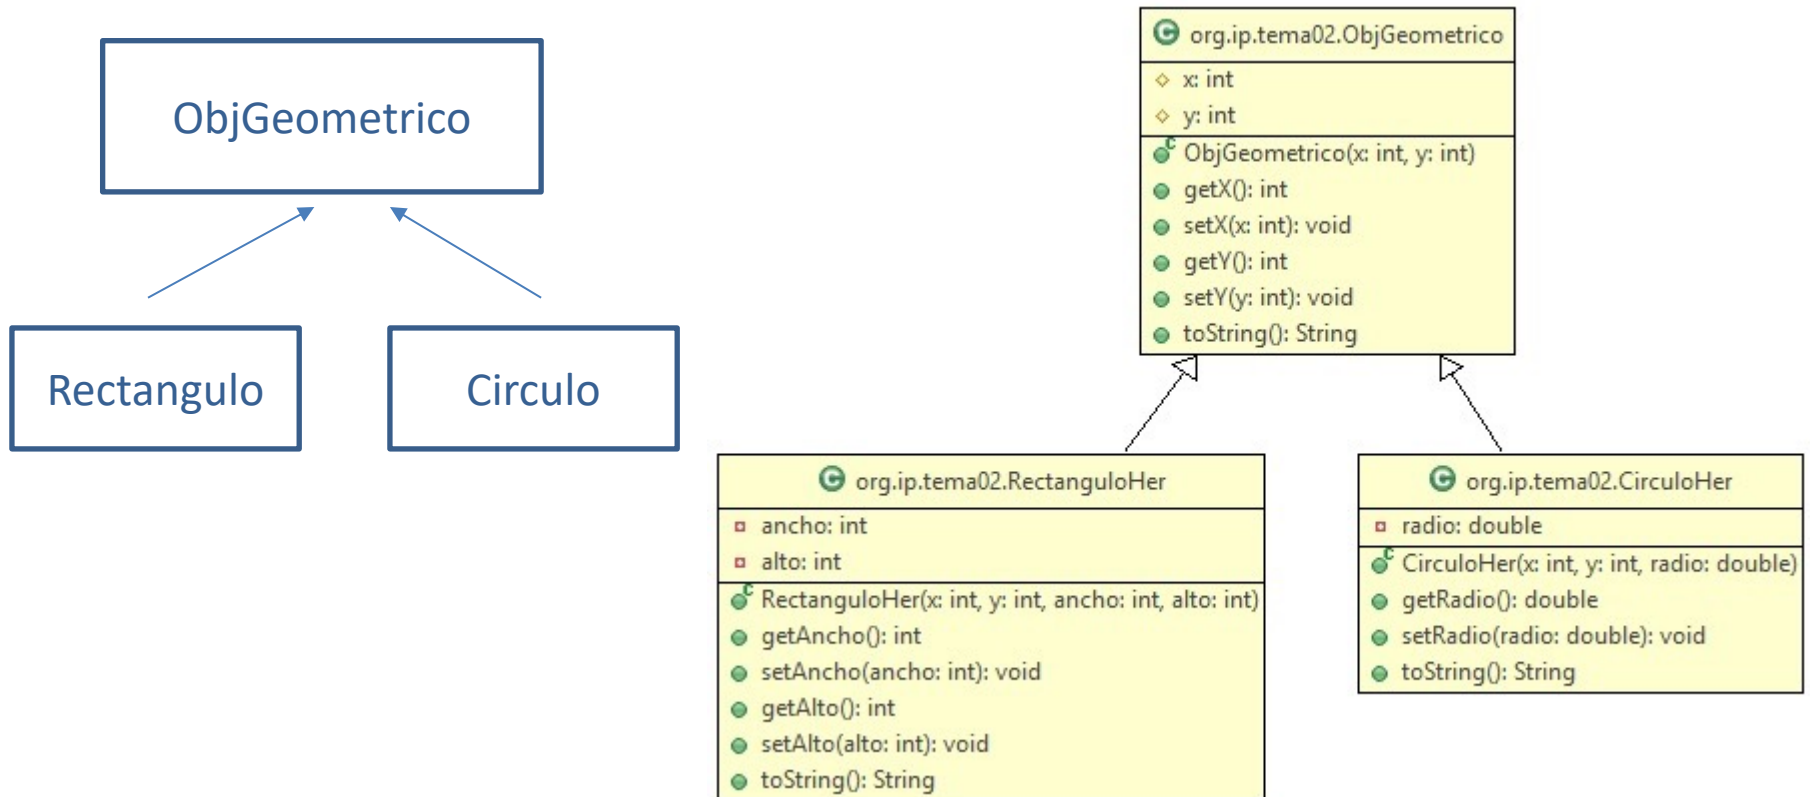 ObjGeometrico
Rectangulo
Circulo
org.ip.tema02.ObjGeometrico
x: int
y: int
ObjGeometrico(x: int, y: int)
getX(): int
setX(x: int): void
getY(): int
setY(y: int): void
toString(): String
org.ip.tema02.RectanguloHer
ancho: int
alto: int
RectanguloHer(x: int, y: int, ancho: int, alto: int)
getAncho(): int
setAncho(ancho: int): void
getAlto(): int
setAlto(alto: int): void
toString(): String
org.ip.tema02.CirculoHer
radio: double
CirculoHer(x: int, y: int, radio: double)
getRadio(): double
setRadio(radio: double): void
toString(): String